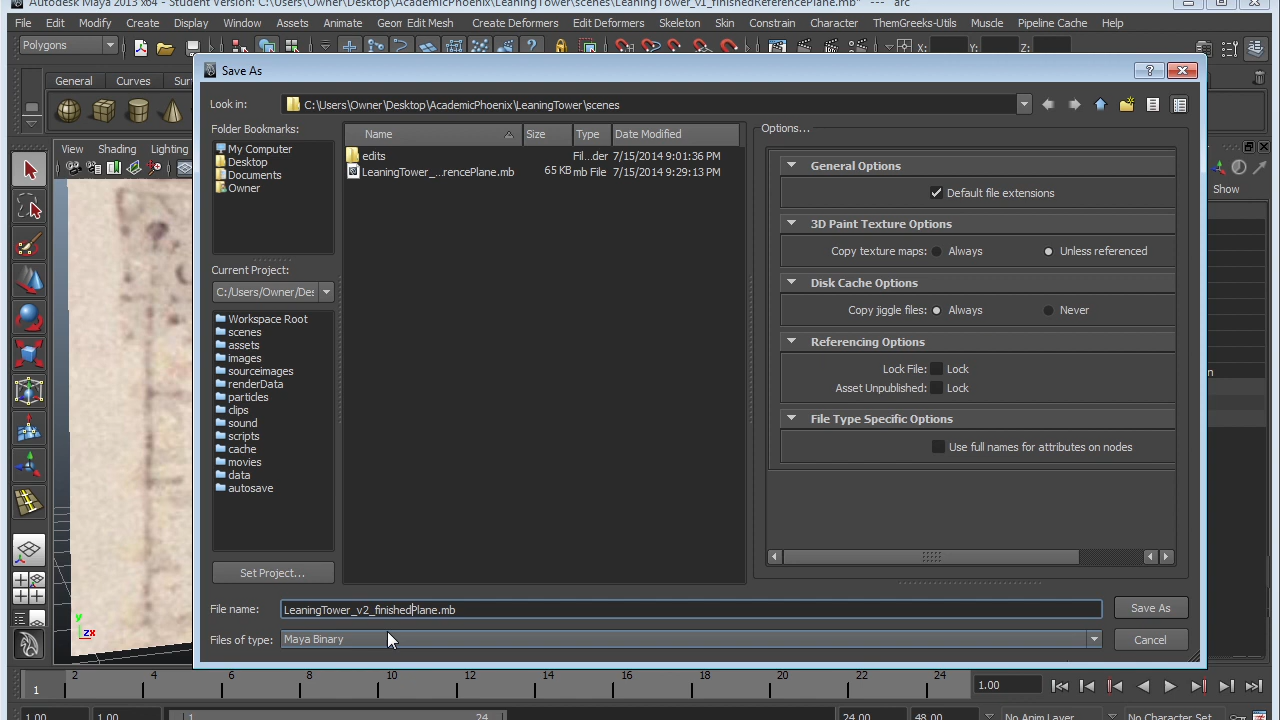 Autodesk Maya 2013 x64 - Student Version: C:\Users\Owner\Desktop\AcademicPhoenix\LeaningTower\scenes\LeaningTower_v1_finishedReferencePlane.mb* --- arc
File Edit Modify Create Display Window Assets Animate Geom Edit Mesh Create Deformers Edit Deformers Skeleton Skin Constrain Character ThemGreeks-Utils Muscle Pipeline Cache Help
Polygons X: Y: Z:
Save As
General Curves Sur
Look in: C:\Users\Owner\Desktop\AcademicPhoenix\LeaningTower\scenes
Folder Bookmarks: Name Size Type Date Modified Options...
View Shading Lighting Show
My Computer
Desktop
Documents
Owner
edits Fil...der 7/15/2014 9:01:36 PM
LeaningTower_...rencePlane.mb 65 KB mb File 7/15/2014 9:29:13 PM
General Options
Default file extensions
3D Paint Texture Options
Copy texture maps: Always Unless referenced
Disk Cache Options
Copy jiggle files: Always Never
Referencing Options
Lock File: Lock
Asset Unpublished: Lock
File Type Specific Options
Use full names for attributes on nodes
Current Project:
C:/Users/Owner/Des
Workspace Root
scenes
assets
images
sourceimages
renderData
particles
clips
sound
scripts
cache
movies
data
autosave
Set Project...
File name: LeaningTower_v2_finishedPlane.mb Save As
Files of type: Maya Binary Cancel
y
zx
1 2 4 6 8 10 12 14 16 18 20 22 24 1.00
1.00 1.00 1 24 24.00 48.00 No Anim Layer No Character Set